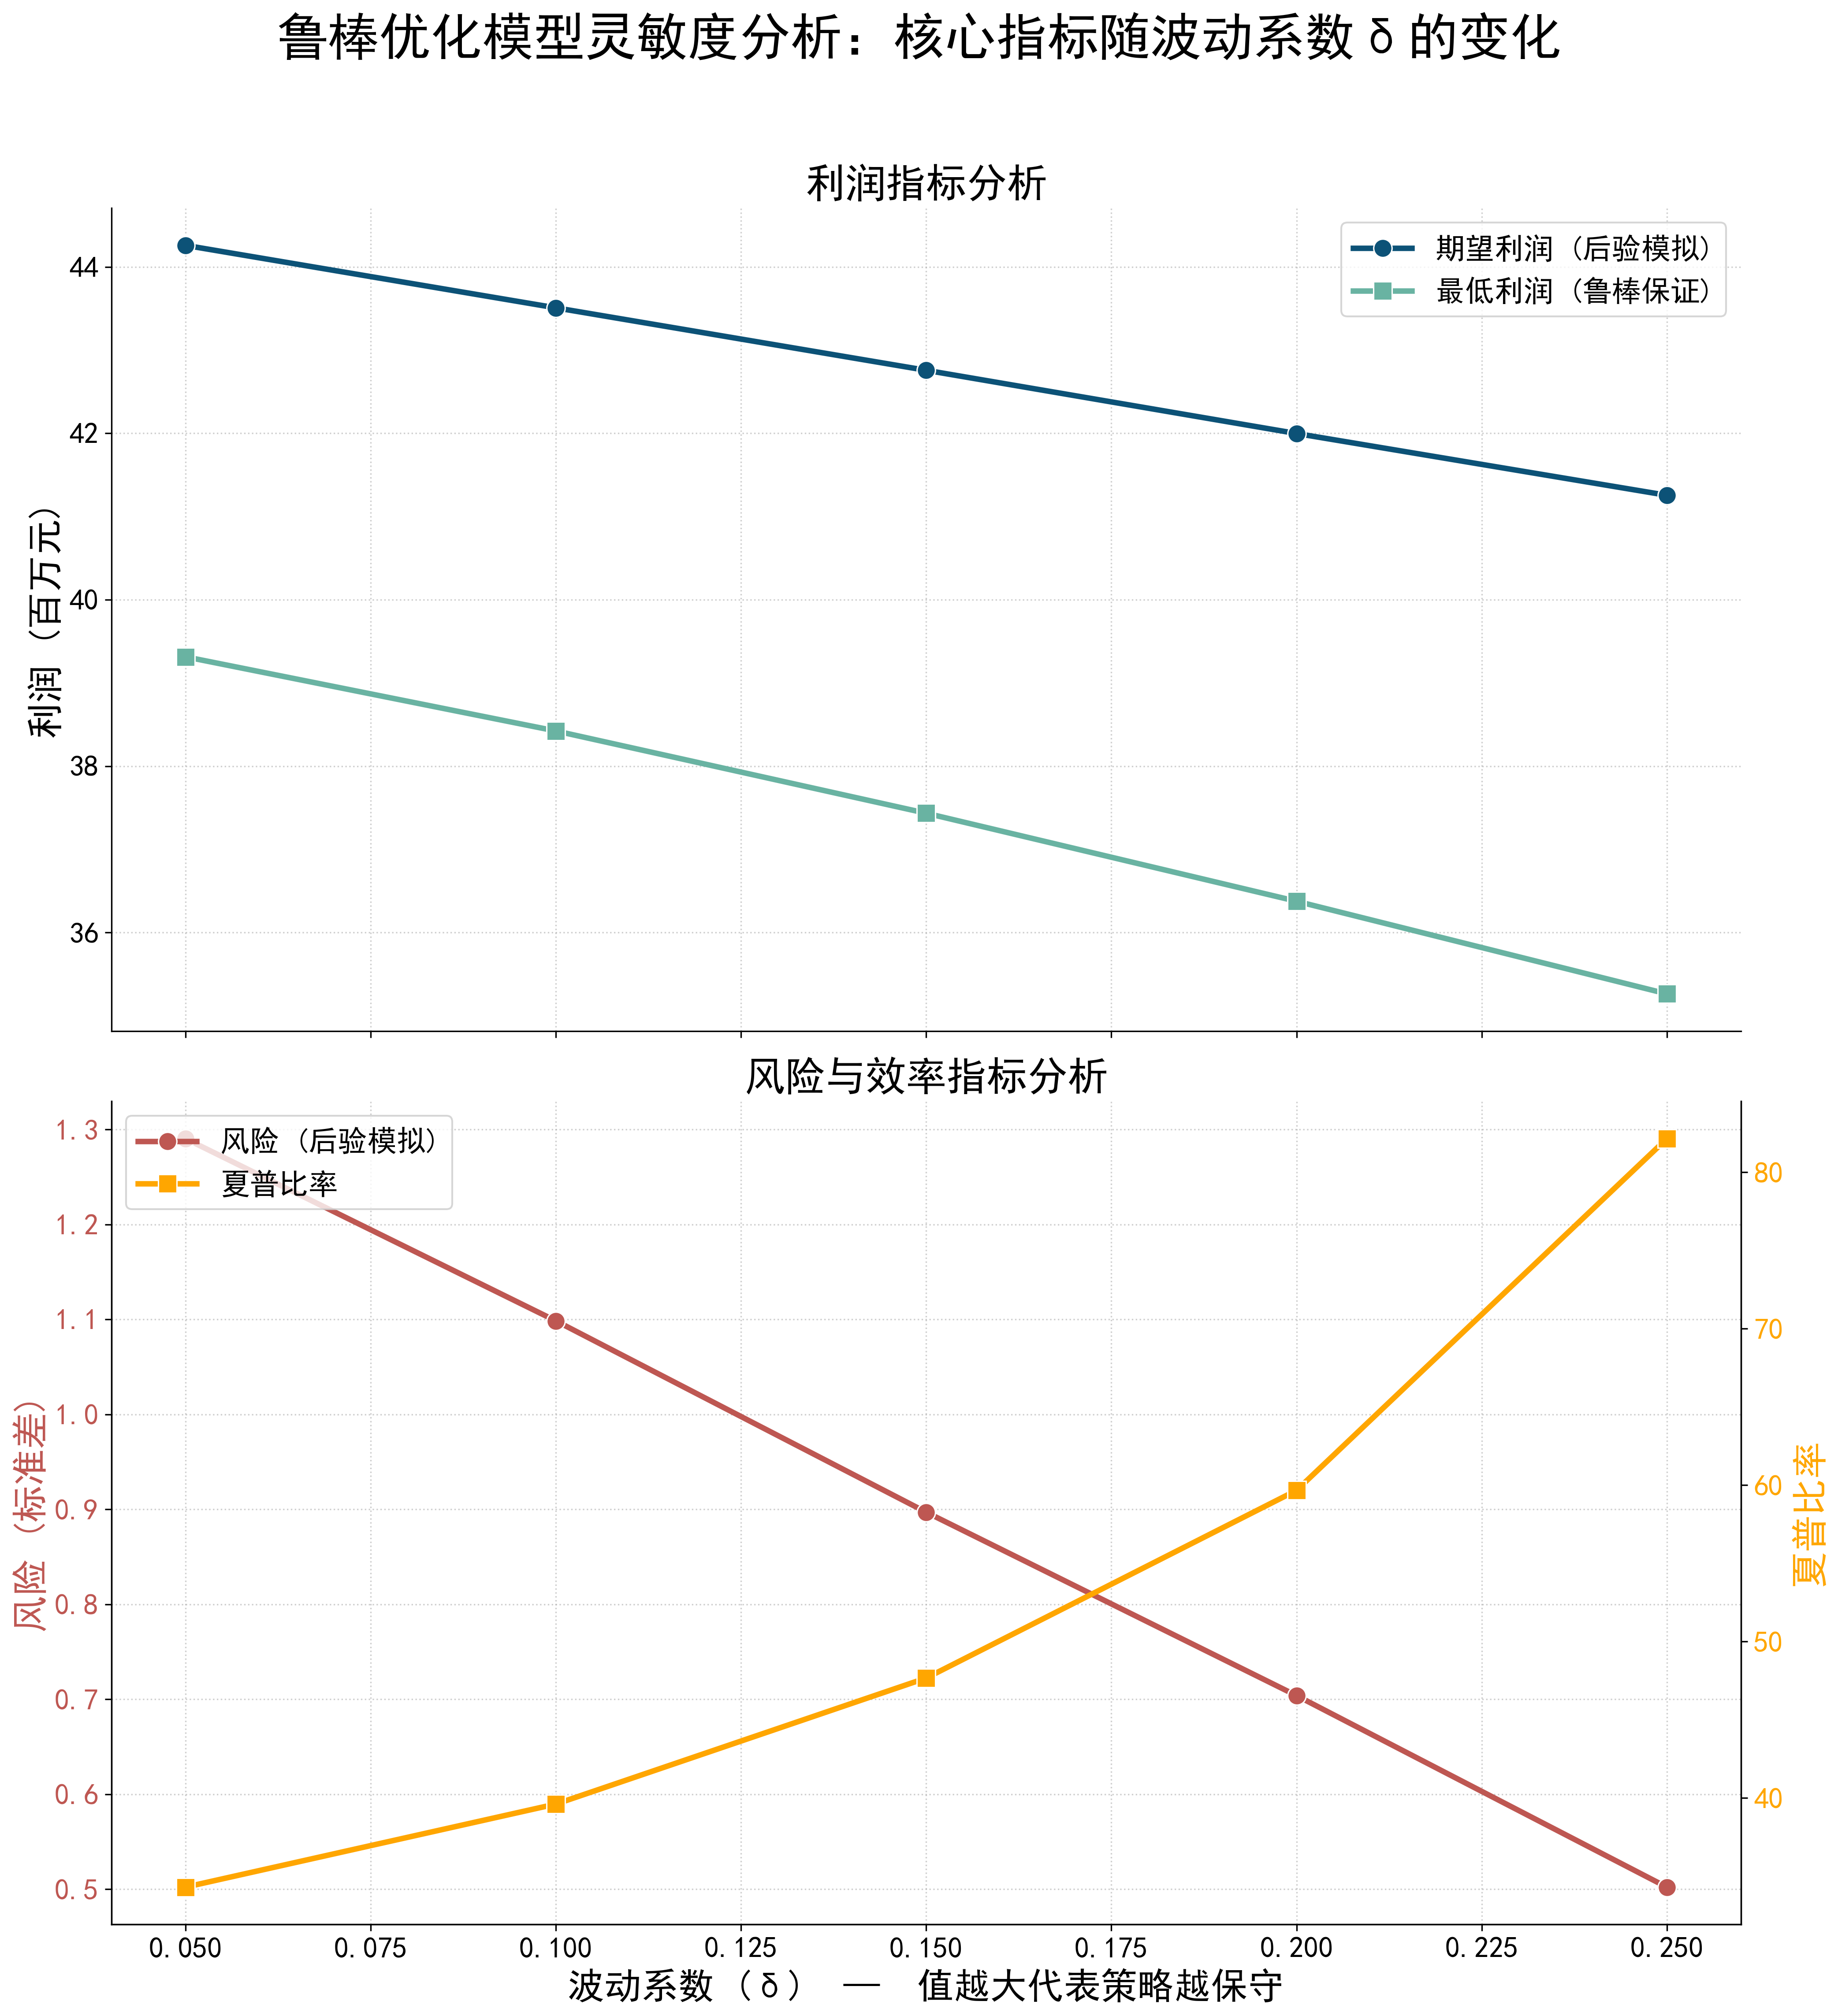 鲁棒优化模型灵敏度分析：核心指标随波动系数 δ 的变化
利润指标分析
期望利润（后验模拟）
最低利润（鲁棒保证）
44
42
40
38
36
利润（百万元）
风险与效率指标分析
风险（后验模拟）
夏普比率
1.3
1.2
1.1
1.0
0.9
0.8
0.7
0.6
0.5
风险（标准差）
80
70
60
50
40
夏普比率
0.050 0.075 0.100 0.125 0.150 0.175 0.200 0.225 0.250
波动系数（δ） — 值越大代表策略越保守